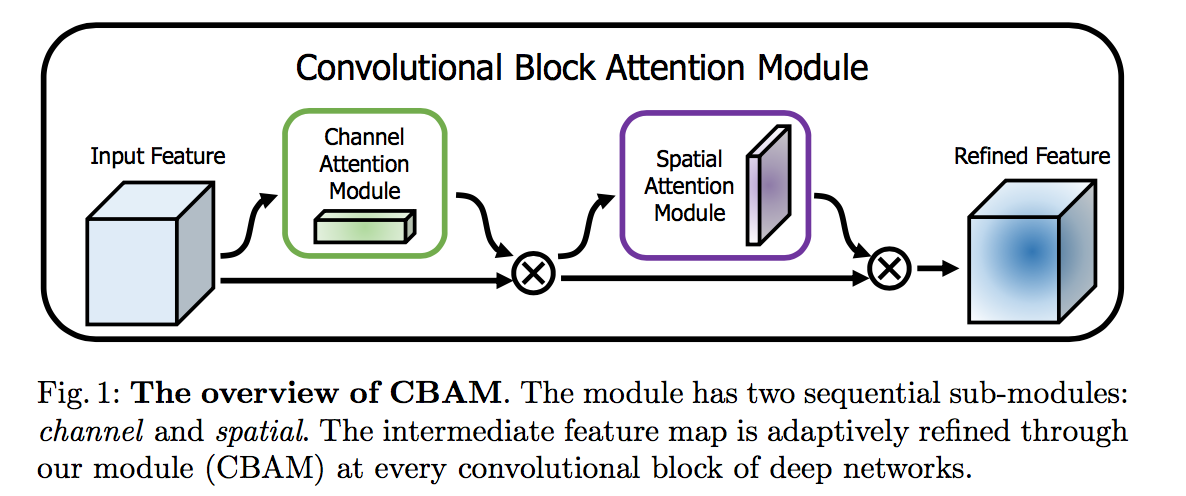 Convolutional Block Attention Module
Input Feature
Channel
Attention
Module
Spatial
Attention
Module
Refined Feature
Fig. 1: The overview of CBAM. The module has two sequential sub-modules:
channel and spatial. The intermediate feature map is adaptively refined through
our module (CBAM) at every convolutional block of deep networks.